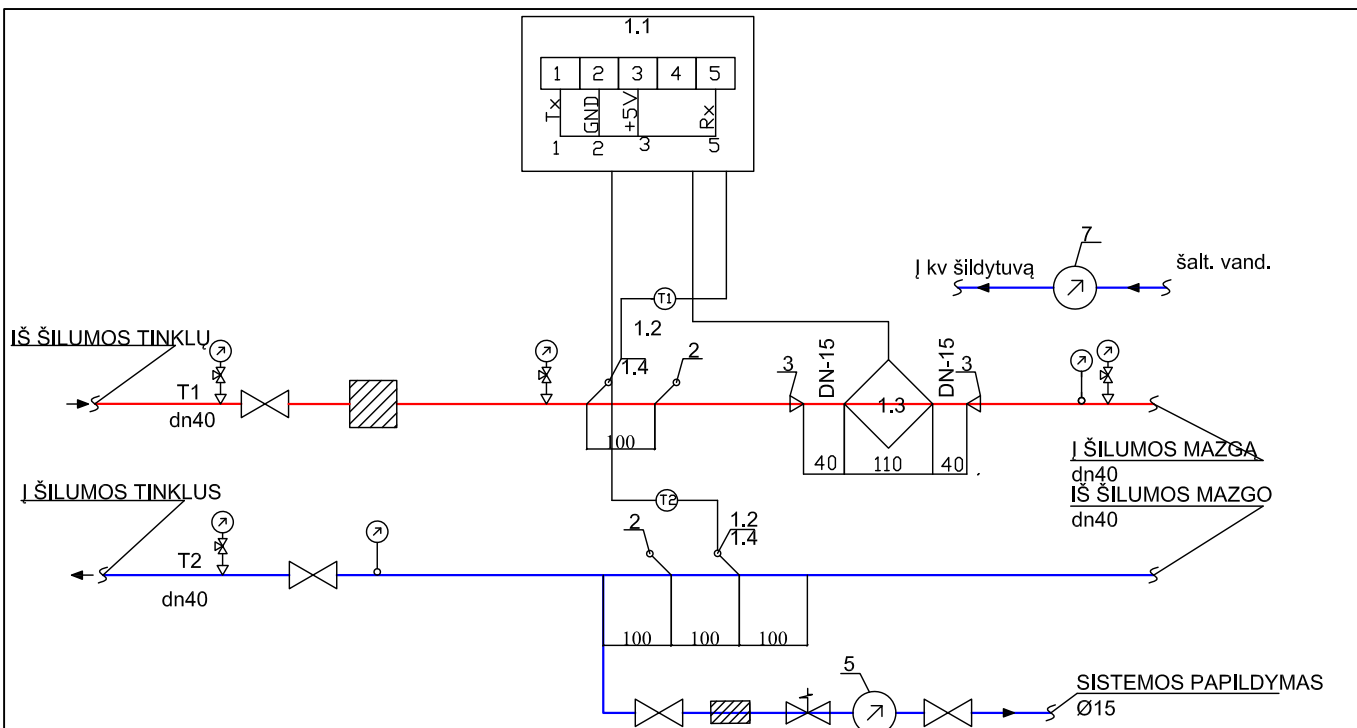 1.1
1 2 3 4 5
Tx GND +5V Rx
1 2 3 5
7
Į kv šildytuvą
šalt. vand.
T1
1.2
IŠ ŠILUMOS TINKLŲ
1.4
2
3
DN-15
DN-15
3
T1
dn40
1.3
100
40 110 40
Į ŠILUMOS MAZGĄ
dn40
Į ŠILUMOS TINKLUS
IŠ ŠILUMOS MAZGO
dn40
T2
2
1.2
1.4
T2
dn40
100 100 100
5
SISTEMOS PAPILDYMAS
Ø15